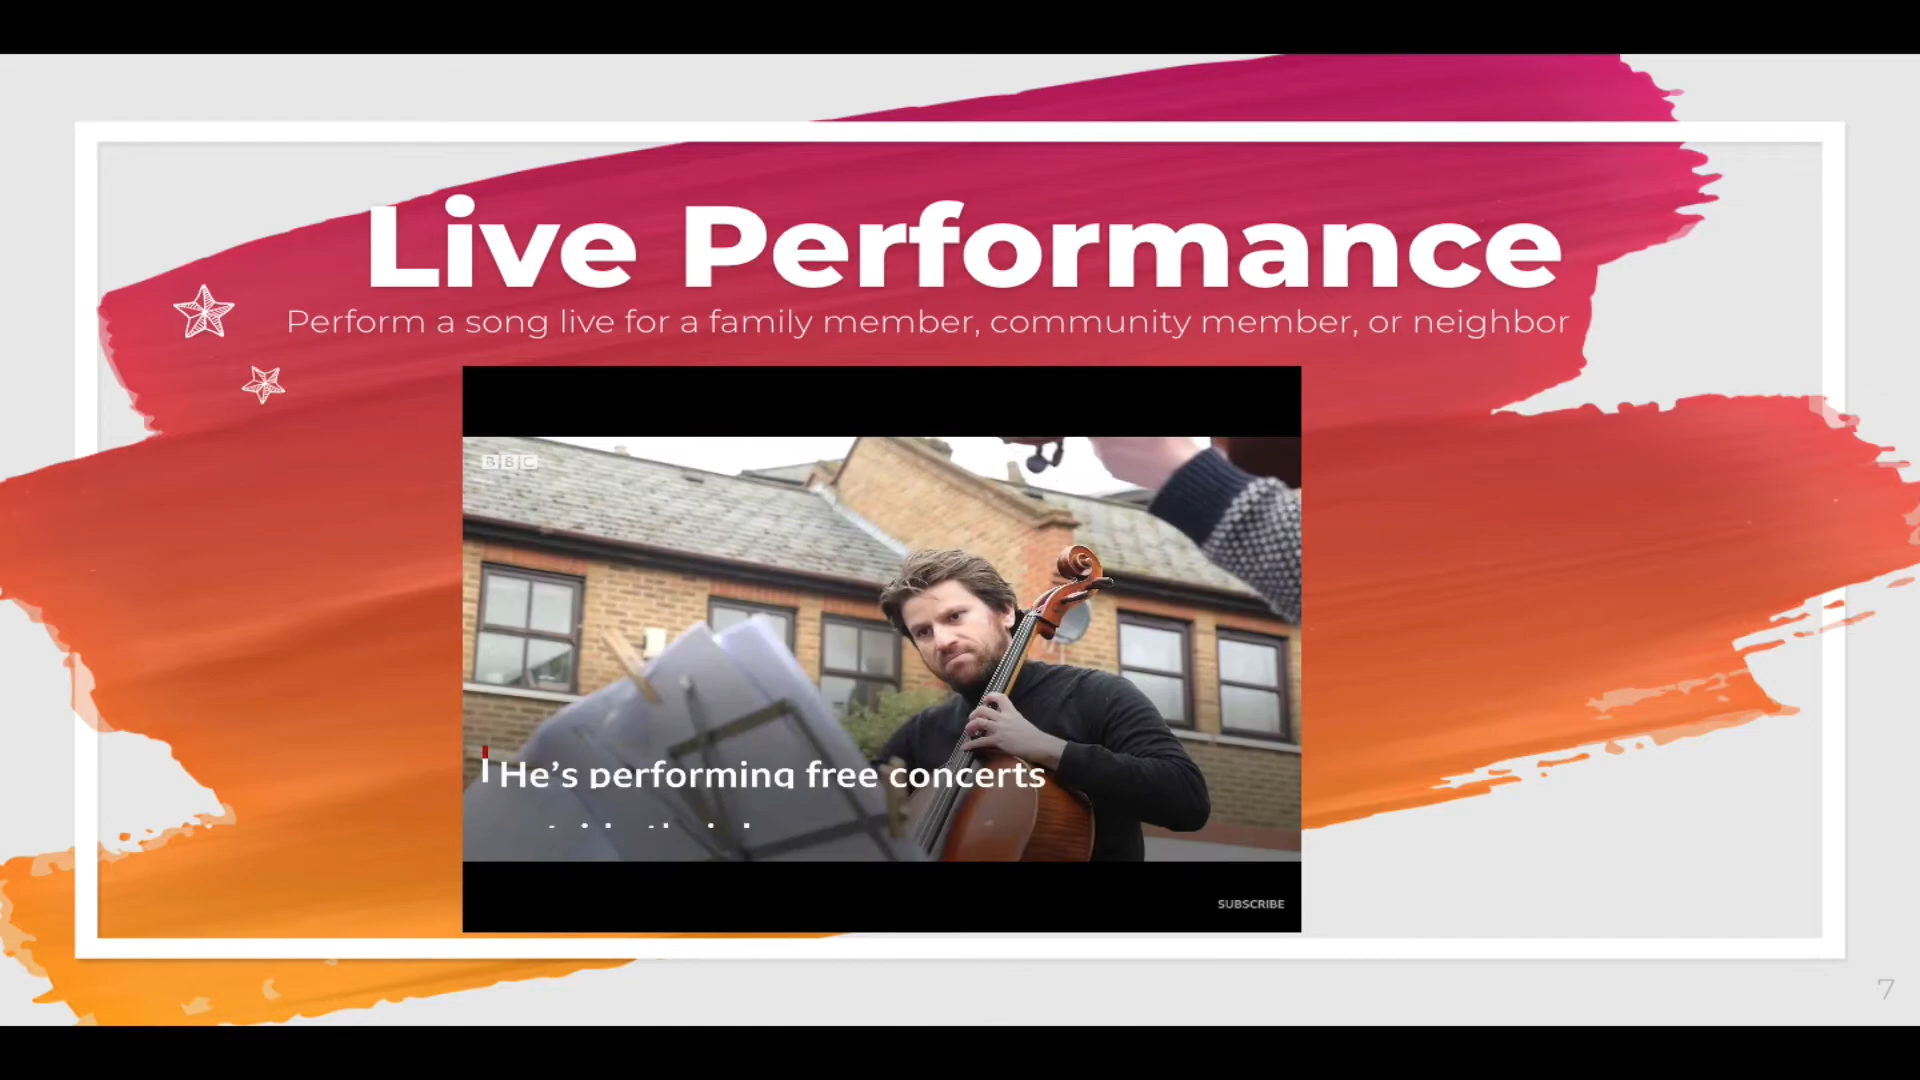 Live Performance
Perform a song live for a family member, community member, or neighbor
BBC
He's performing free concerts
SUBSCRIBE
7